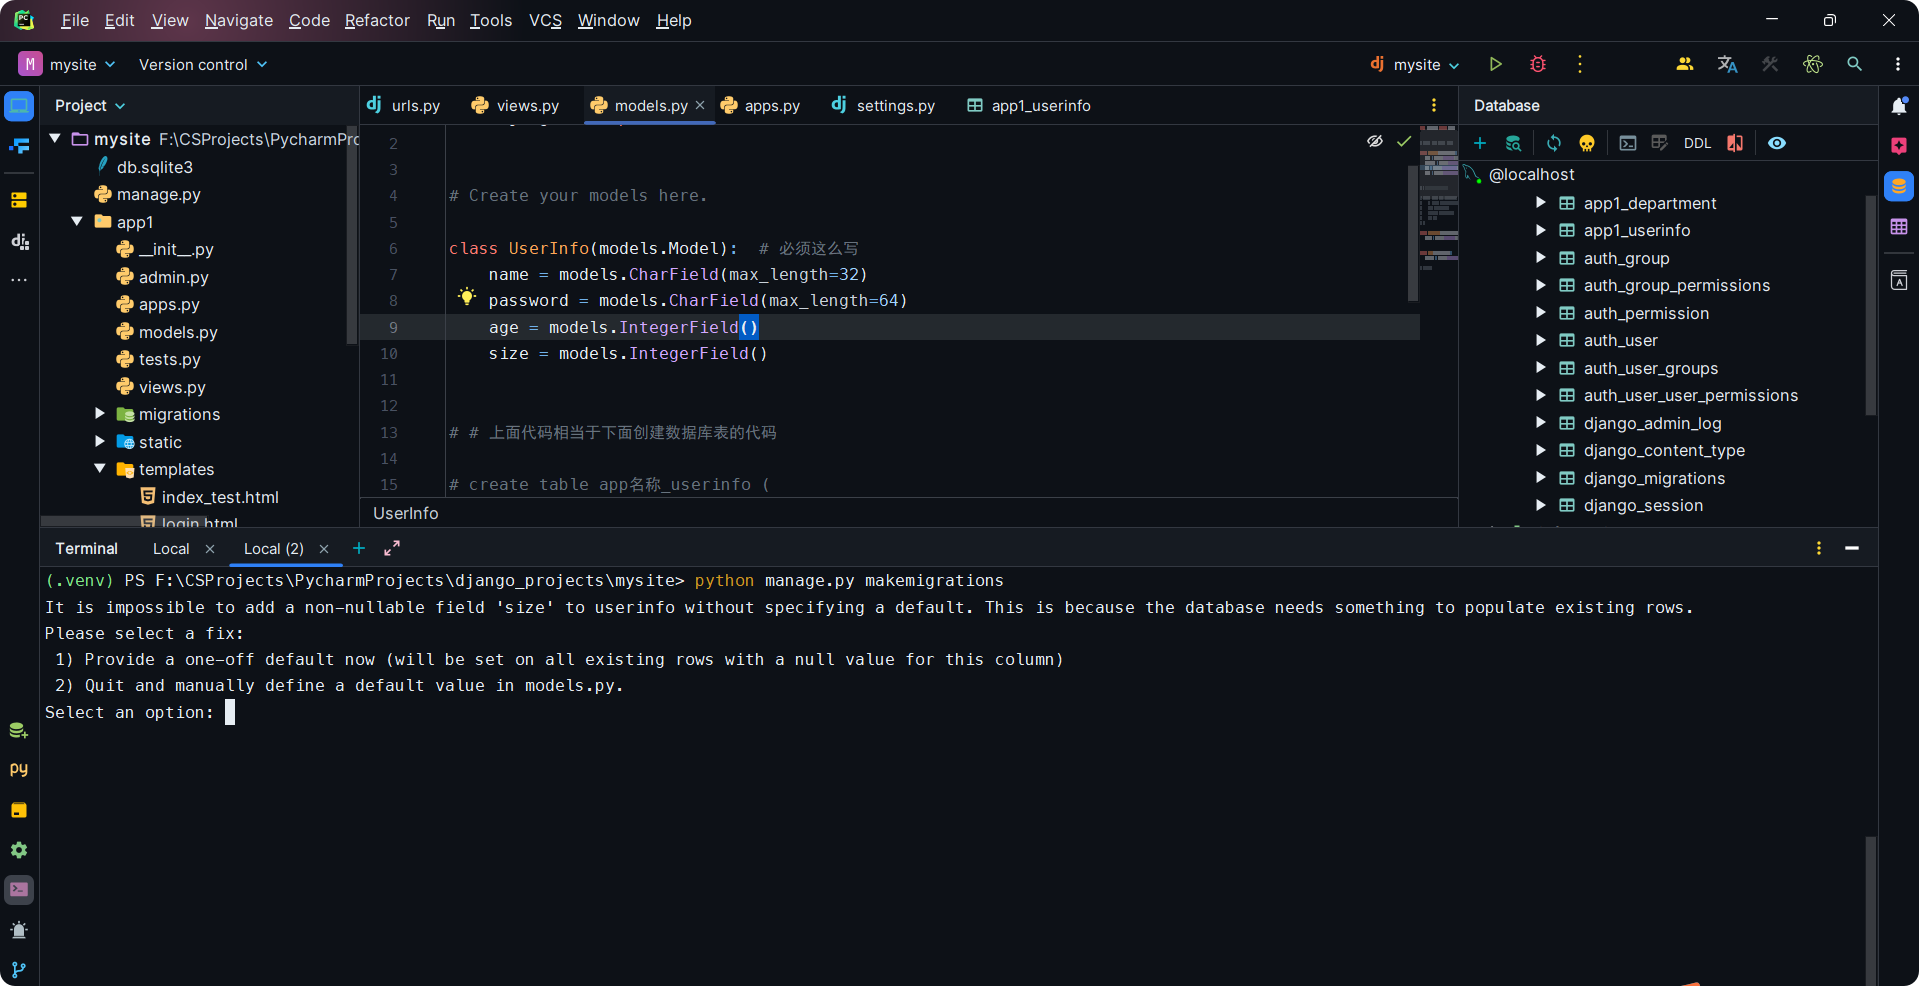 PC File Edit View Navigate Code Refactor Run Tools VCS Window Help
M mysite Version control dj mysite
Project
mysite F:\CSProjects\PycharmPro
db.sqlite3
manage.py
app1
__init__.py
admin.py
apps.py
models.py
tests.py
views.py
migrations
static
templates
index_test.html
login.html
urls.py views.py models.py apps.py settings.py app1_userinfo
2
3
4 # Create your models here.
5
6 class UserInfo(models.Model):  # 必须这么写
7 name = models.CharField(max_length=32)
8 password = models.CharField(max_length=64)
9 age = models.IntegerField()
10 size = models.IntegerField()
11
12
13 # # 上面代码相当于下面创建数据库表的代码
14
15 # create table app名称_userinfo (
UserInfo
Database
DDL
@localhost
app1_department
app1_userinfo
auth_group
auth_group_permissions
auth_permission
auth_user
auth_user_groups
auth_user_user_permissions
django_admin_log
django_content_type
django_migrations
django_session
Terminal Local Local (2)
(.venv) PS F:\CSProjects\PycharmProjects\django_projects\mysite> python manage.py makemigrations
It is impossible to add a non-nullable field 'size' to userinfo without specifying a default. This is because the database needs something to populate existing rows.
Please select a fix:
1) Provide a one-off default now (will be set on all existing rows with a null value for this column)
2) Quit and manually define a default value in models.py.
Select an option: